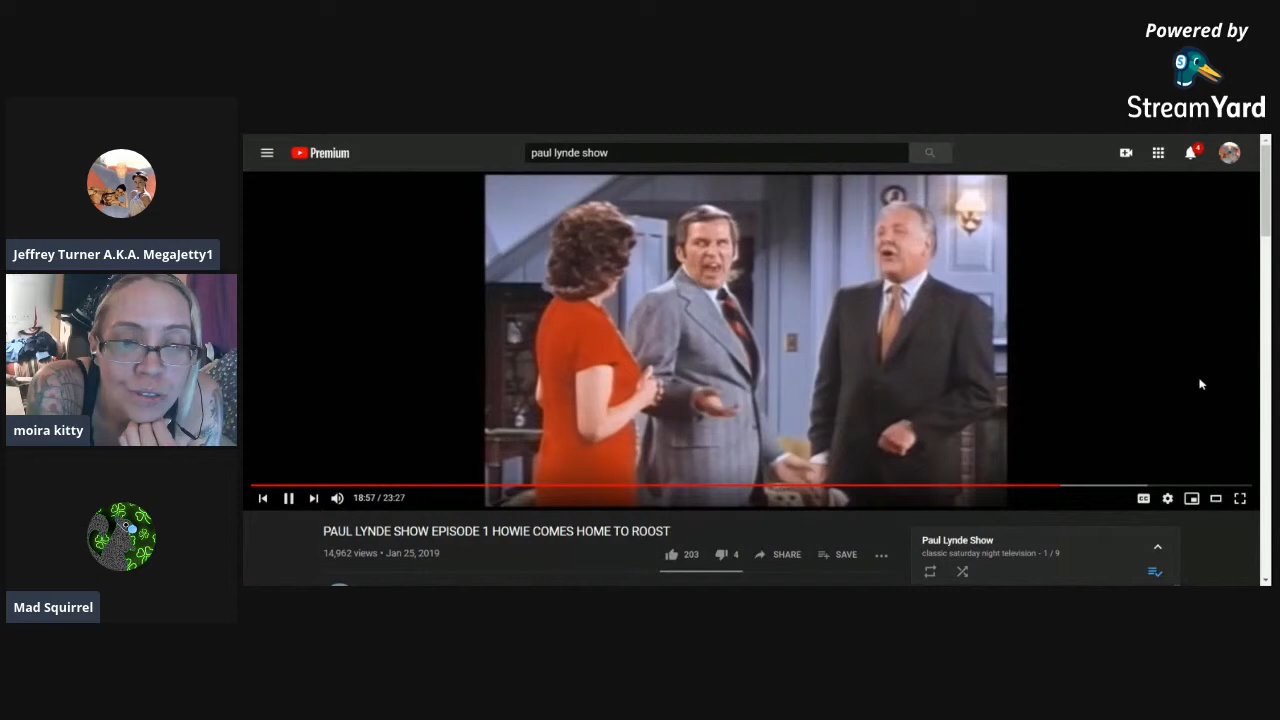 Powered by
S
StreamYard
Premium
paul lynde show
4
Jeffrey Turner A.K.A. MegaJetty1
moira kitty
Mad Squirrel
18:57 / 23:27
CC
PAUL LYNDE SHOW EPISODE 1 HOWIE COMES HOME TO ROOST
14,962 views • Jan 25, 2019
203
4
SHARE
SAVE
Paul Lynde Show
classic saturday night television - 1 / 9